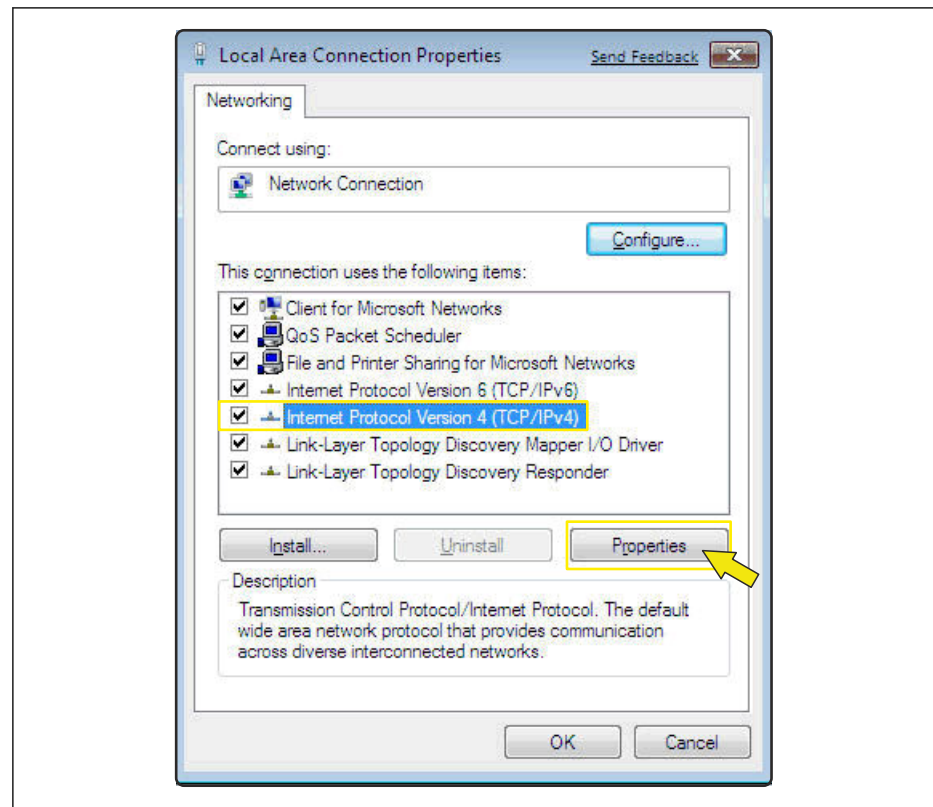 Local Area Connection Properties
Send Feedback
Networking
Connect using:
Network Connection
Configure...
This connection uses the following items:
Client for Microsoft Networks
QoS Packet Scheduler
File and Printer Sharing for Microsoft Networks
Internet Protocol Version 6 (TCP/IPv6)
Internet Protocol Version 4 (TCP/IPv4)
Link-Layer Topology Discovery Mapper I/O Driver
Link-Layer Topology Discovery Responder
Install...
Uninstall
Properties
Description
Transmission Control Protocol/Internet Protocol. The default
wide area network protocol that provides communication
across diverse interconnected networks.
OK
Cancel